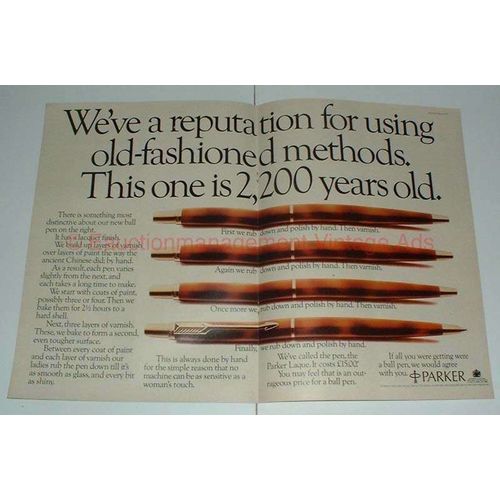 We've a reputation for using
old-fashioned methods.
This one is 2,200 years old.
There is something most
distinctive about our new ball
pen on the right.
It has a lacquer finish.
We build up layers of varnish
over layers of paint the way the
ancient Chinese did; by hand.
As a result, each pen varies
slightly from the next, and
each takes a long time to make.
We start with coats of paint,
possibly three or four. Then we
bake them for 2½ hours to a
hard shell.
Next, three layers of varnish.
These, we bake to form a second,
even tougher surface.
Between every coat of paint
and each layer of varnish our
ladies rub the pen down till it's
as smooth as glass, and every bit
as shiny.
First we rub down and polish by hand. Then varnish.
Again we rub down and polish by hand. Then varnish.
Once more we rub down and polish by hand. Then varnish.
Finally, we rub down and polish by hand.
This is always done by hand
for the simple reason that no
machine can be as sensitive as a
woman's touch.
We've called the pen, the
Parker Laque. It costs £15.00.
You may feel that is an out-
rageous price for a ball pen.
If all you were getting were
a ball pen, we would agree
with you. PARKER
Vintage Ads